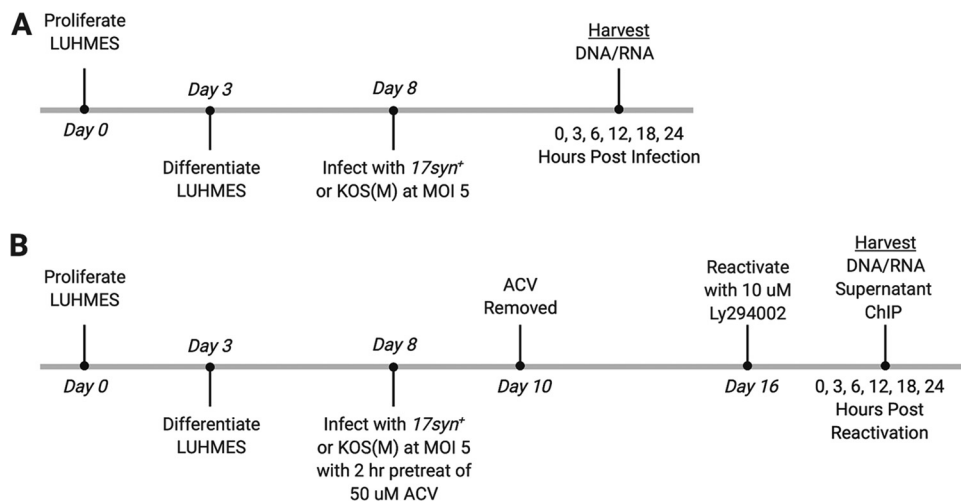 A
Proliferate
LUHMES
Day 0
Day 3
Differentiate
LUHMES
Day 8
Infect with 17syn⁺
or KOS(M) at MOI 5
Harvest
DNA/RNA
0, 3, 6, 12, 18, 24
Hours Post Infection
B
Proliferate
LUHMES
Day 0
Day 3
Differentiate
LUHMES
Day 8
Infect with 17syn⁺
or KOS(M) at MOI 5
with 2 hr pretreat of
50 uM ACV
ACV
Removed
Day 10
Reactivate
with 10 uM
Ly294002
Day 16
Harvest
DNA/RNA
Supernatant
ChIP
0, 3, 6, 12, 18, 24
Hours Post
Reactivation